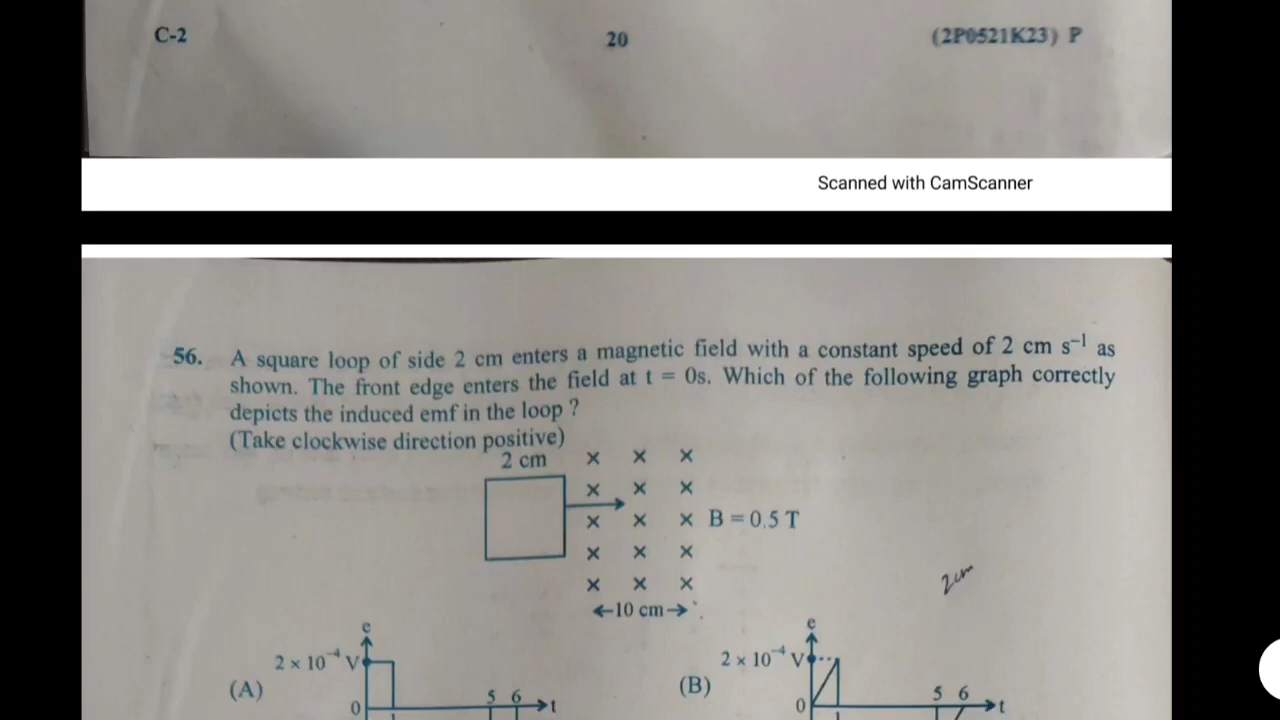 C-2
20
(2P0521K23) P
Scanned with CamScanner
56. A square loop of side 2 cm enters a magnetic field with a constant speed of 2 cm s⁻¹ as
shown. The front edge enters the field at t = 0s. Which of the following graph correctly
depicts the induced emf in the loop ?
(Take clockwise direction positive)
2 cm
× × ×
× × ×
× × × B = 0.5 T
× × ×
× × ×
←10 cm→
2cm
(A)
e
2 × 10⁻⁴ V
0
5 6
t
(B)
e
2 × 10⁻⁴ V
0
5 6
t